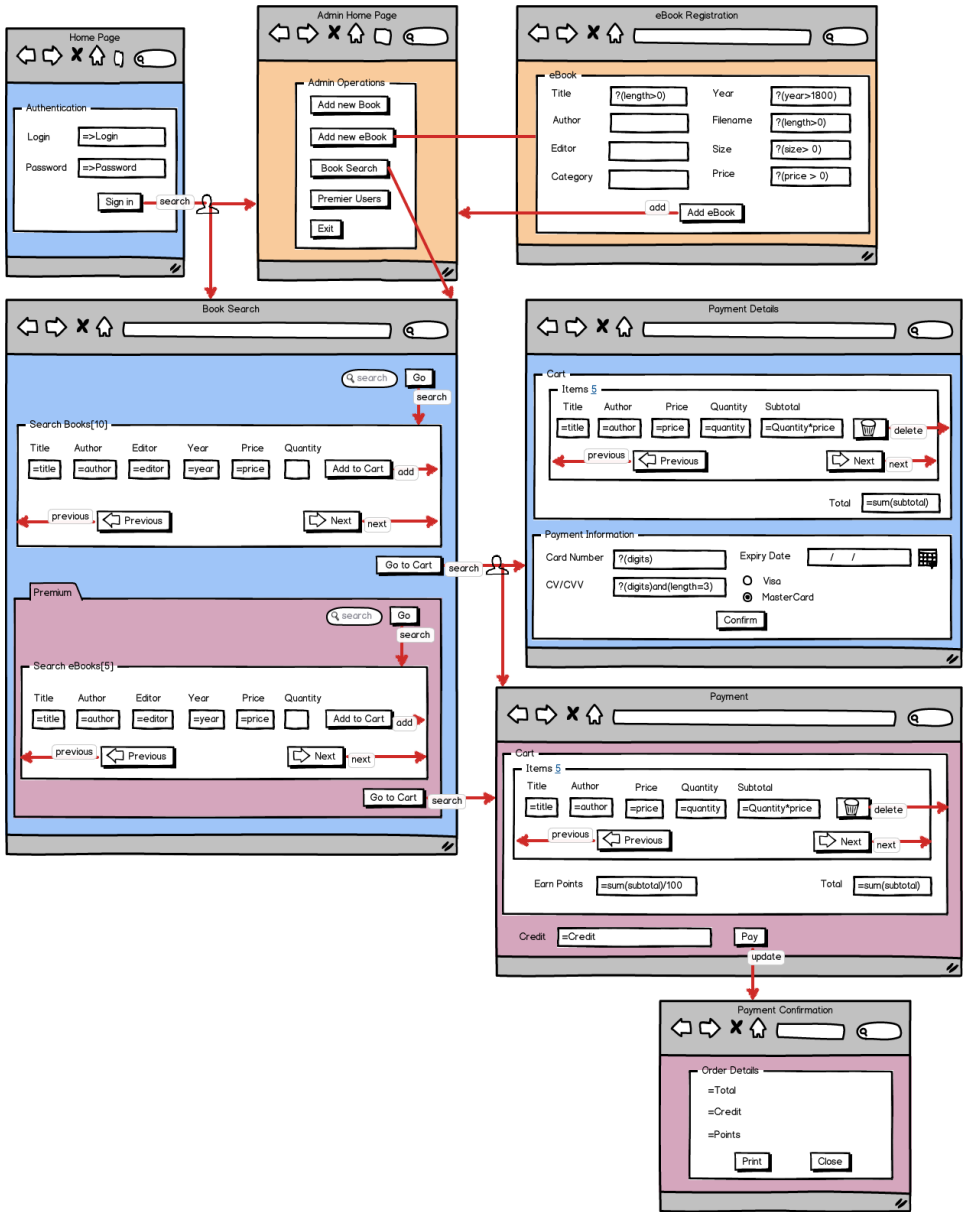 Home Page
Authentication
Login =>Login
Password =>Password
Sign in search
Admin Home Page
Admin Operations
Add new Book
Add new eBook
Book Search
Premier Users
Exit
eBook Registration
eBook
Title ?(length>0) Year ?(year>1800)
Author Filename ?(length>0)
Editor Size ?(size> 0)
Category Price ?(price > 0)
add Add eBook
Book Search
search Go
search
Search Books[10]
Title Author Editor Year Price Quantity
=title =author =editor =year =price Add to Cart add
previous Previous Next next
Go to Cart search
Premium
search Go
search
Search eBooks[5]
Title Author Editor Year Price Quantity
=title =author =editor =year =price Add to Cart add
previous Previous Next next
Go to Cart search
Payment Details
Cart
Items 5
Title Author Price Quantity Subtotal
=title =author =price =quantity =Quantity*price delete
previous Previous Next next
Total =sum(subtotal)
Payment Information
Card Number ?(digits) Expiry Date / /
CV/CVV ?(digits)and(length=3) Visa
MasterCard
Confirm
Payment
Cart
Items 5
Title Author Price Quantity Subtotal
=title =author =price =quantity =Quantity*price delete
previous Previous Next next
Earn Points =sum(subtotal)/100 Total =sum(subtotal)
Credit =Credit Pay
update
Payment Confirmation
Order Details
=Total
=Credit
=Points
Print Close